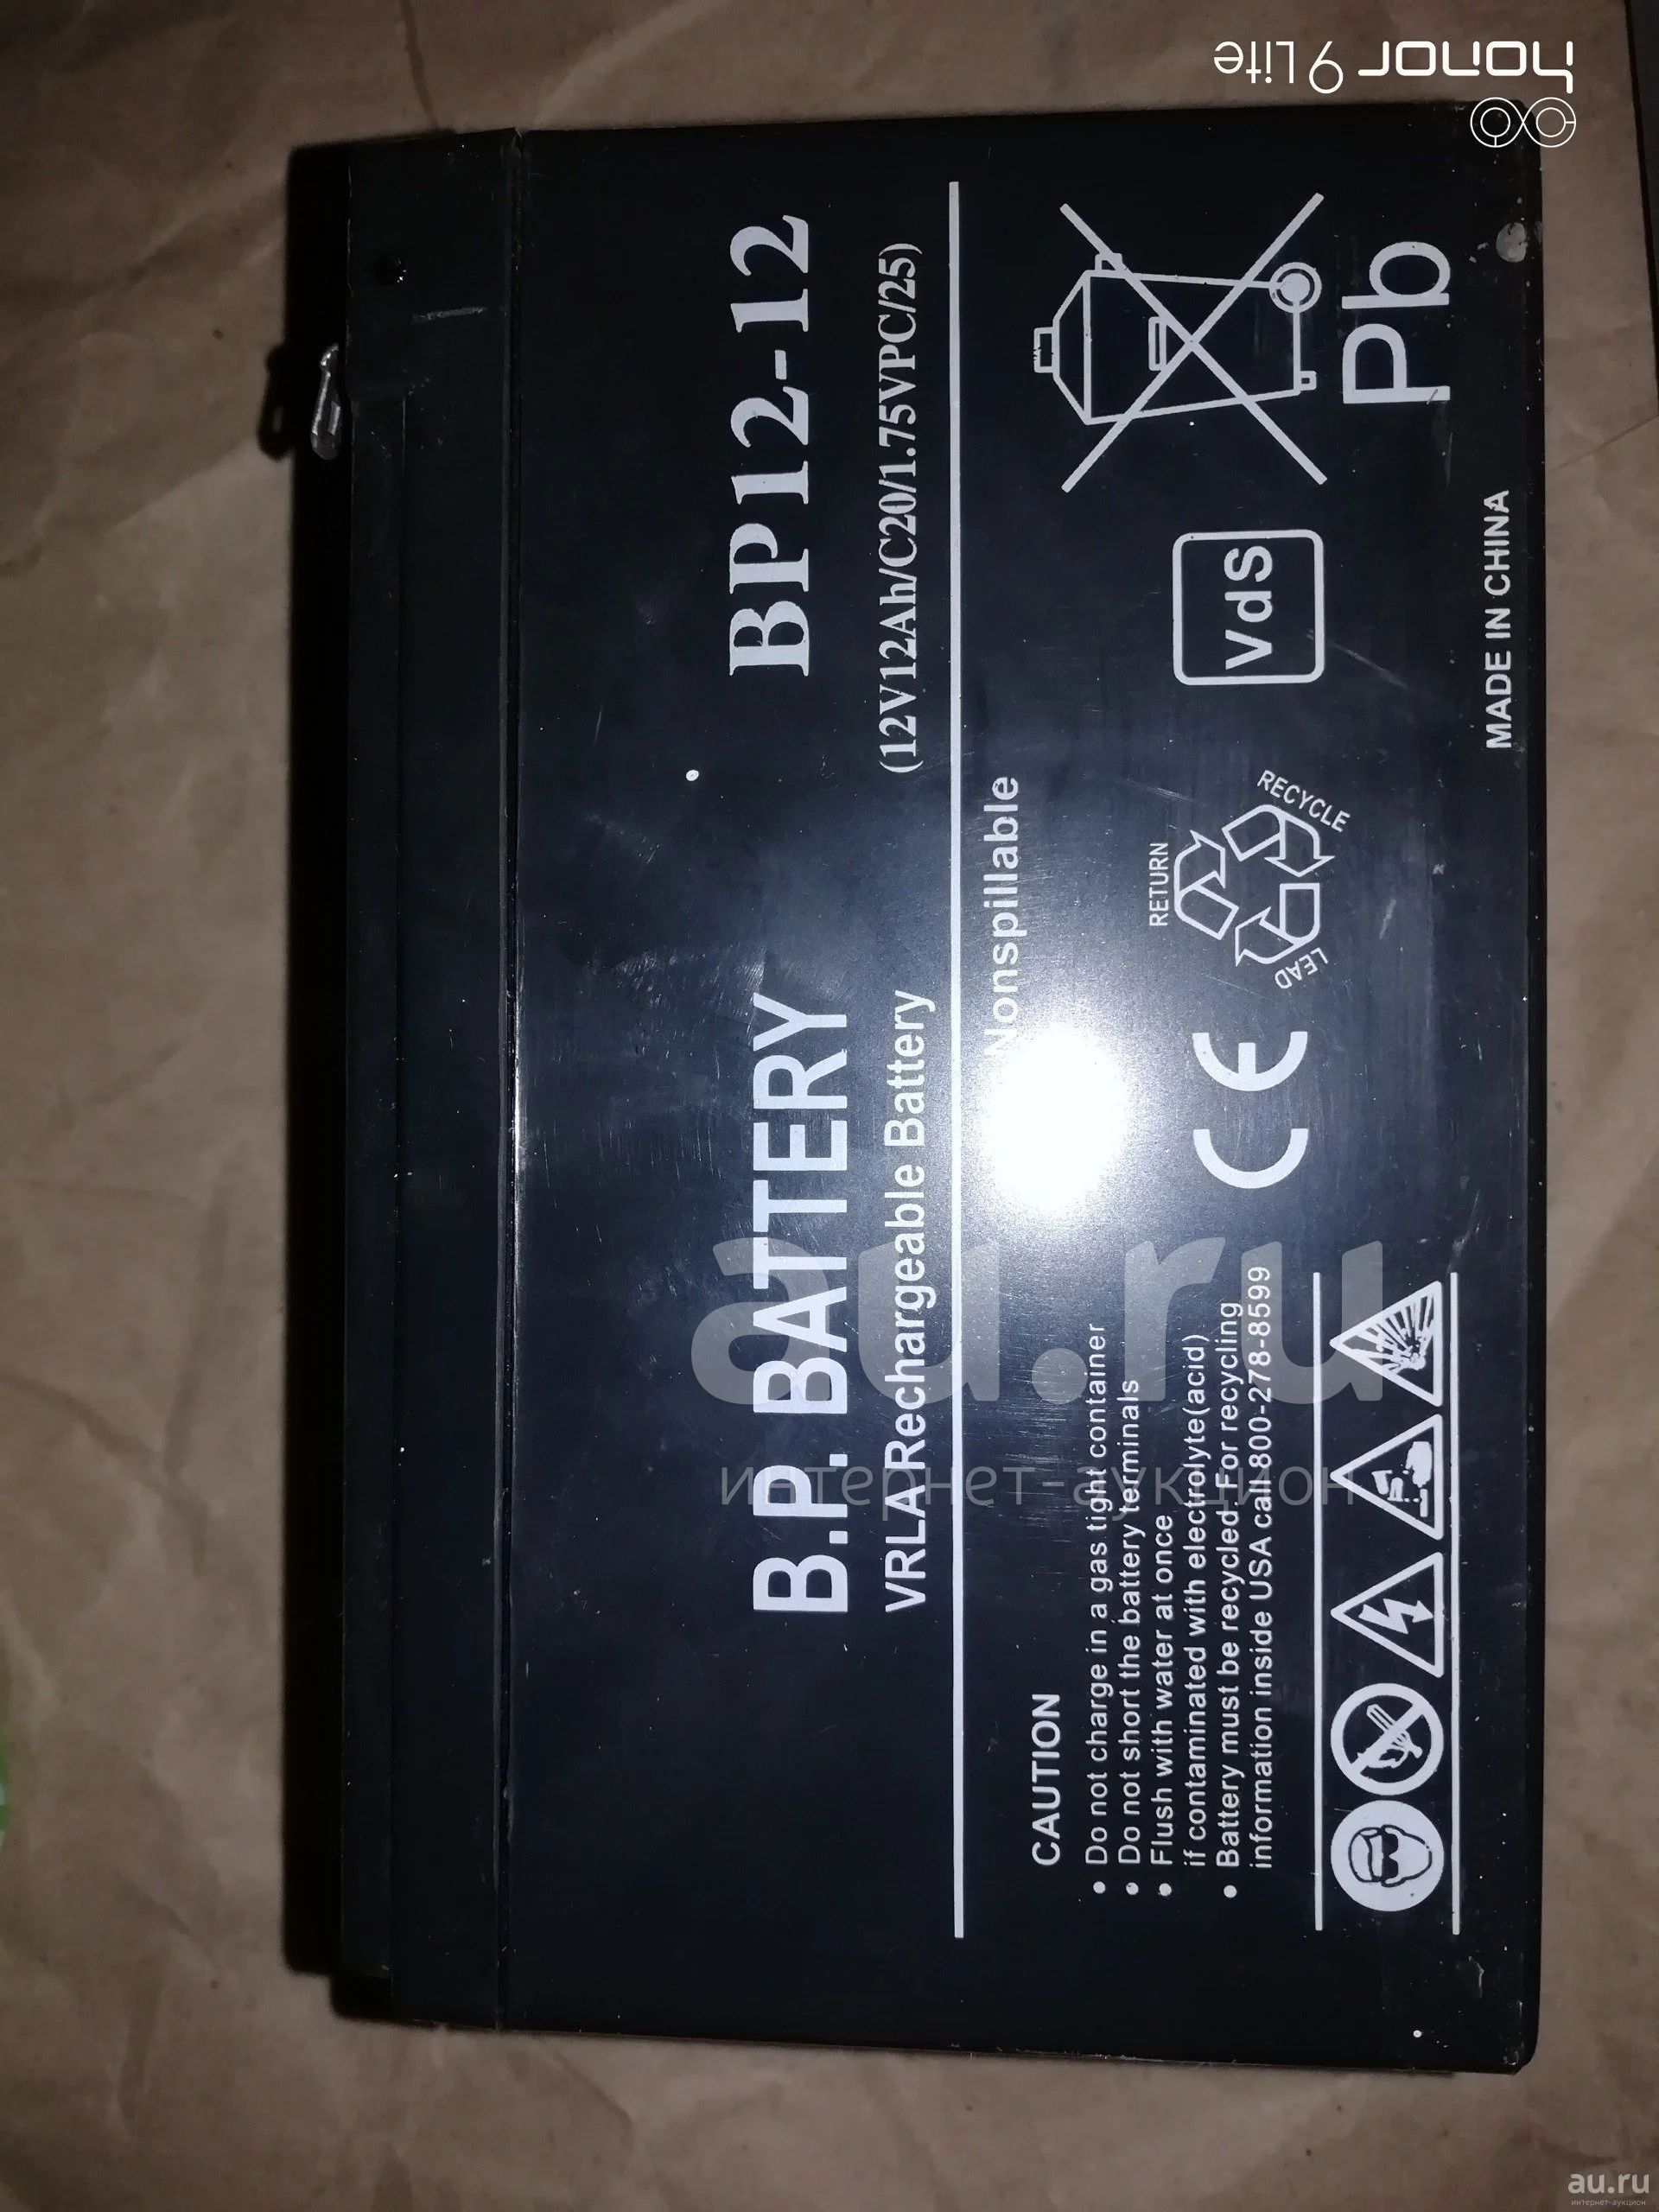 B.P. BATTERY
VRLA Rechargeable Battery
BP12-12
(12V12Ah/C20/1.75VPC/25)
Nonspillable
CAUTION
• Do not charge in a gas tight container
• Do not short the battery terminals
• Flush with water at once
if contaminated with electrolyte(acid)
• Battery must be recycled.For recycling
information inside USA call 800-278-8599
CE
RETURN
RECYCLE
LEAD
VdS
Pb
MADE IN CHINA
honor 9 Lite
au.ru
интернет-аукцион
au.ru
интернет-аукцион